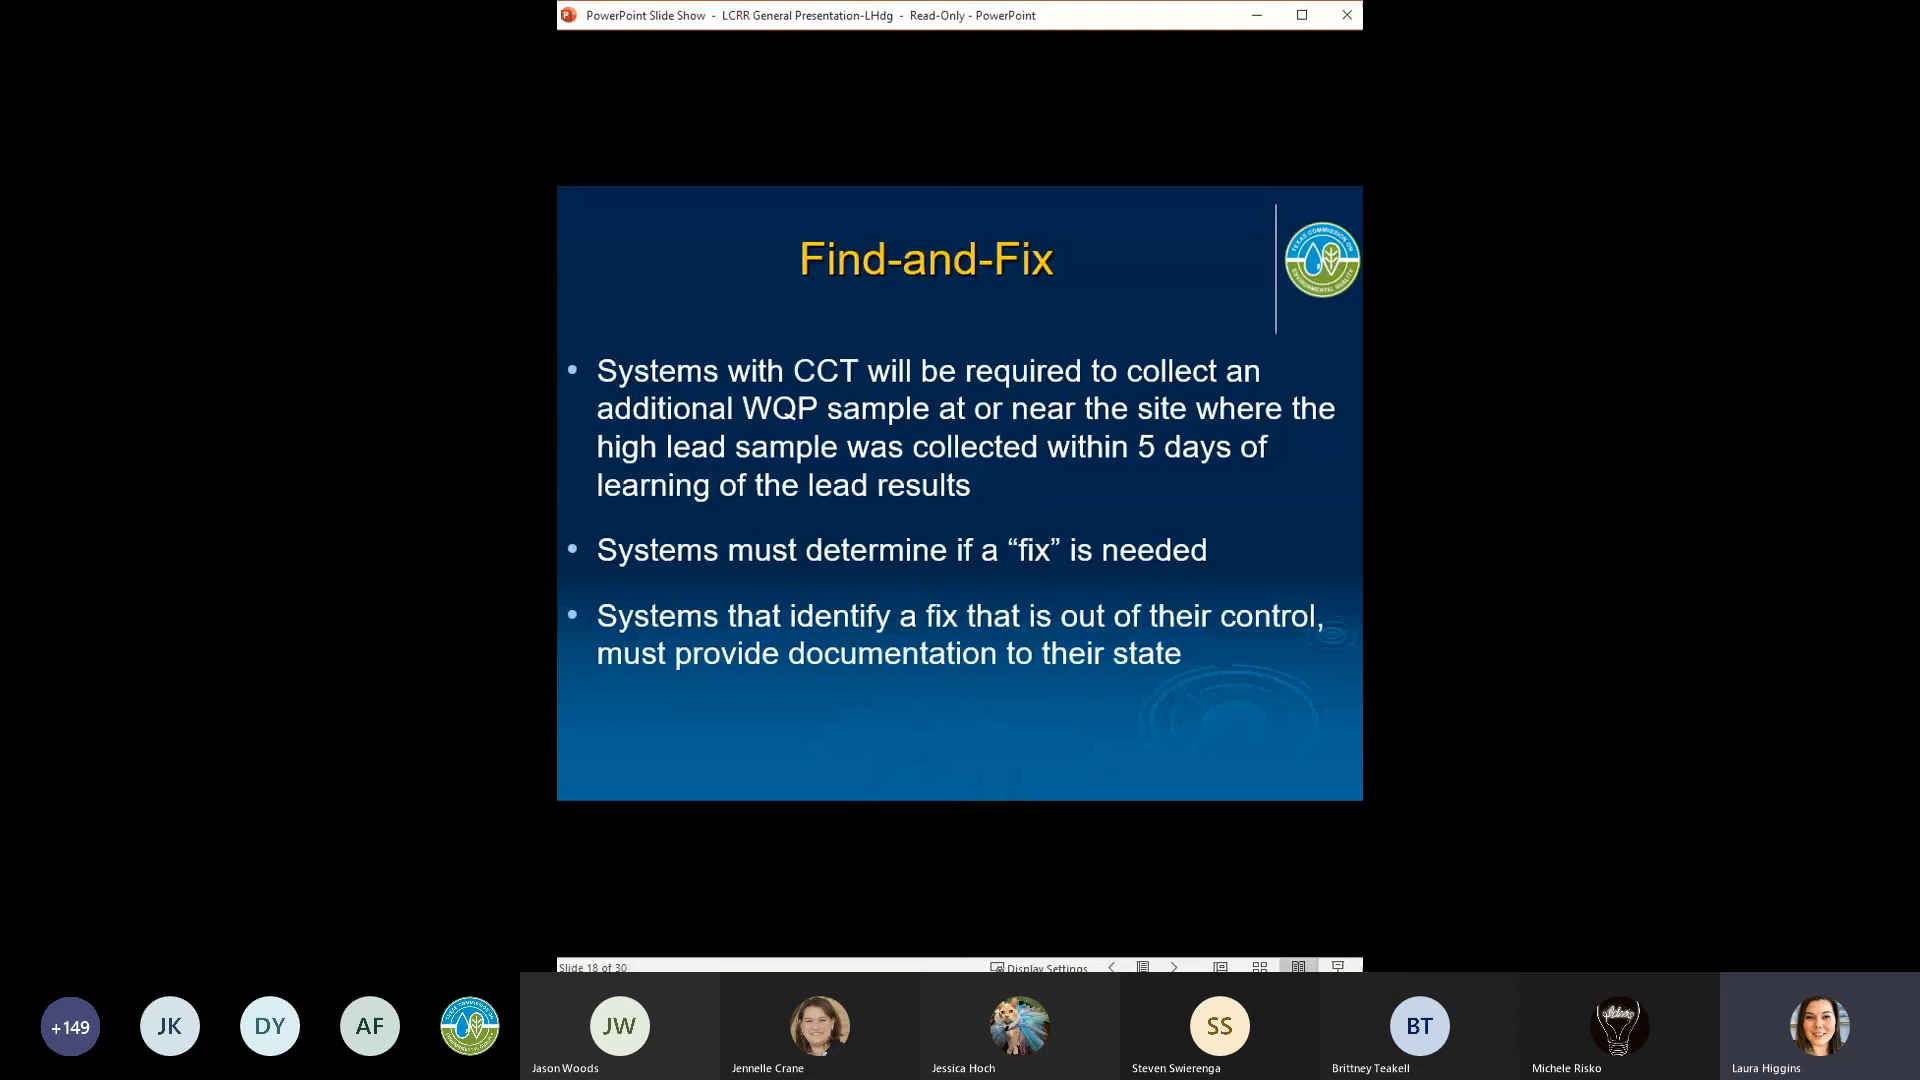 PowerPoint Slide Show - LCRR General Presentation-LHdg - Read-Only - PowerPoint
Find-and-Fix
TEXAS COMMISSION ON
ENVIRONMENTAL QUALITY
• Systems with CCT will be required to collect an
additional WQP sample at or near the site where the
high lead sample was collected within 5 days of
learning of the lead results
• Systems must determine if a “fix” is needed
• Systems that identify a fix that is out of their control,
must provide documentation to their state
Slide 18 of 30
Display Settings
+149
JK
DY
AF
JW
SS
BT
Jason Woods
Jennelle Crane
Jessica Hoch
Steven Swierenga
Brittney Teakell
Michele Risko
Laura Higgins